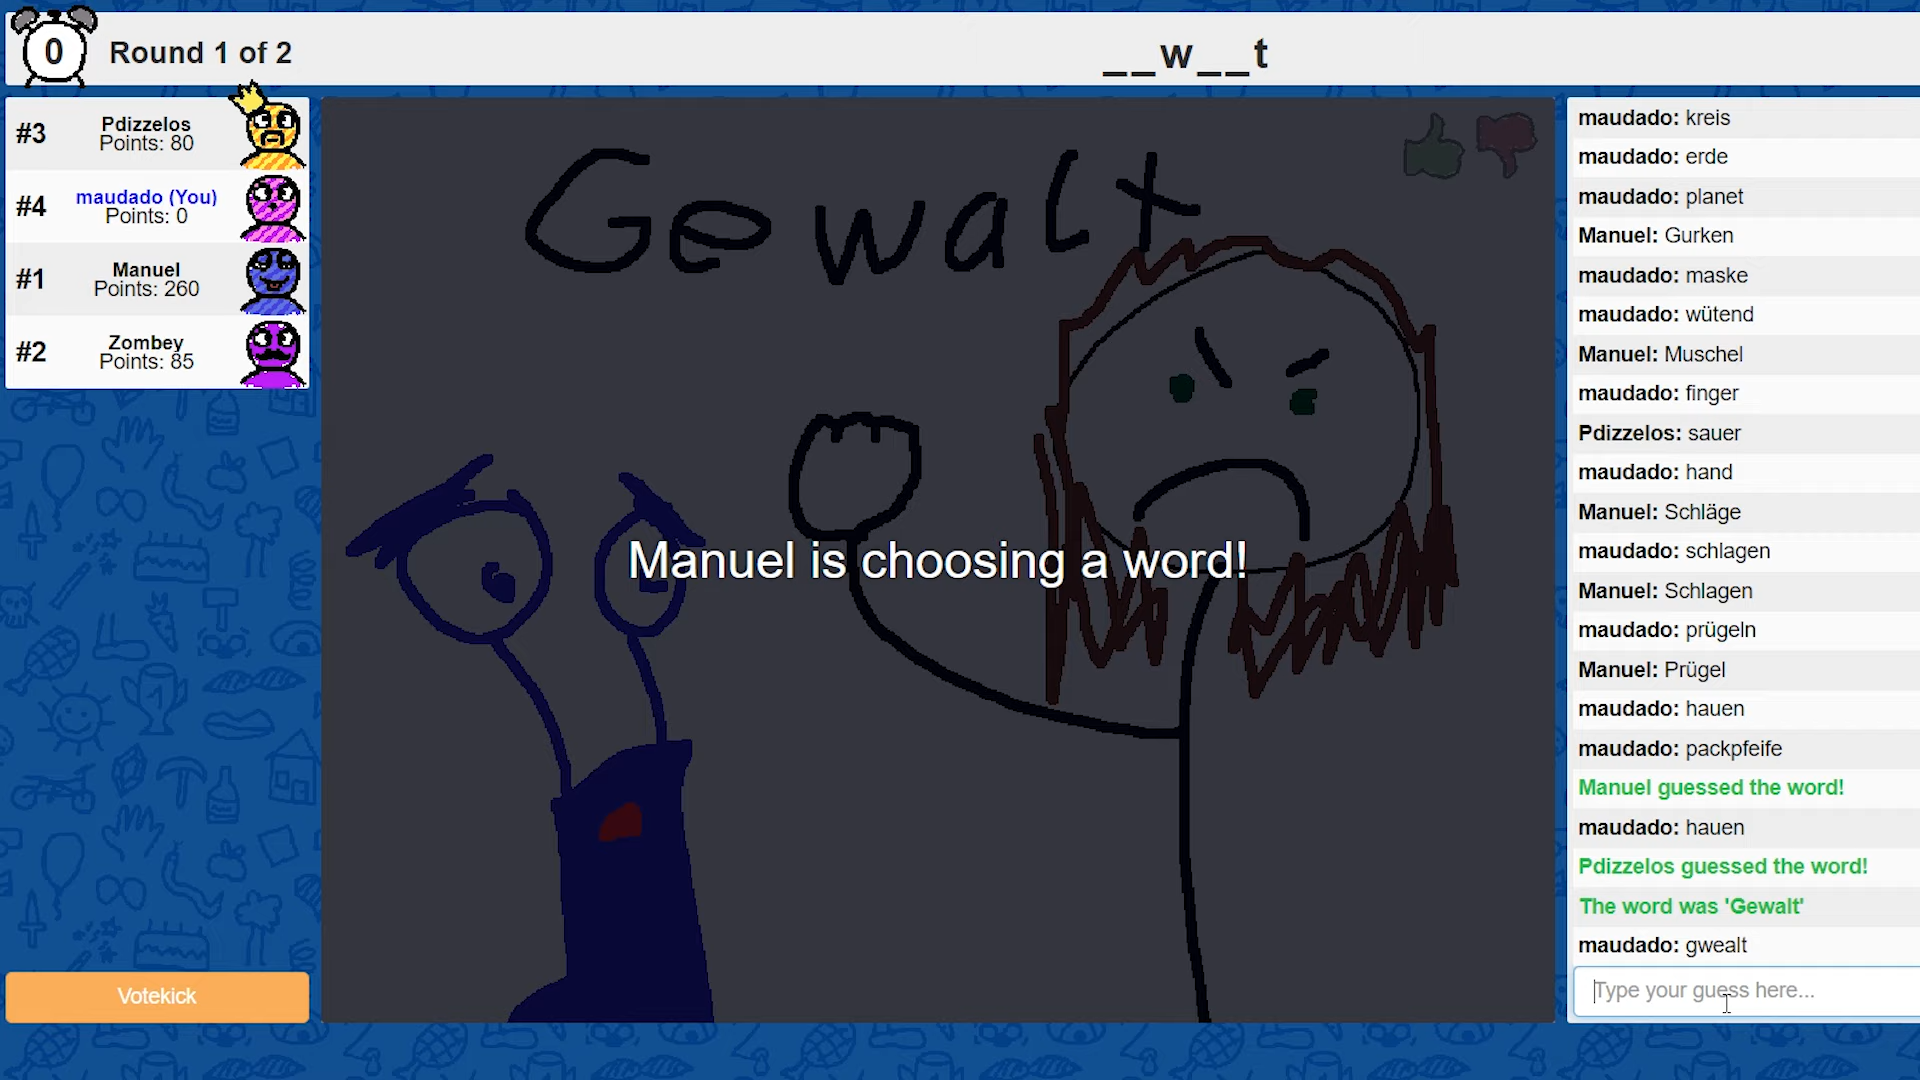 0
Round 1 of 2
__w__t
#3
Pdizzelos
Points: 80
#4
maudado (You)
Points: 0
#1
Manuel
Points: 260
#2
Zombey
Points: 85
Votekick
Gewalt
Manuel is choosing a word!
maudado: kreis
maudado: erde
maudado: planet
Manuel: Gurken
maudado: maske
maudado: wütend
Manuel: Muschel
maudado: finger
Pdizzelos: sauer
maudado: hand
Manuel: Schläge
maudado: schlagen
Manuel: Schlagen
maudado: prügeln
Manuel: Prügel
maudado: hauen
maudado: packpfeife
Manuel guessed the word!
maudado: hauen
Pdizzelos guessed the word!
The word was 'Gewalt'
maudado: gwealt
Type your guess here...